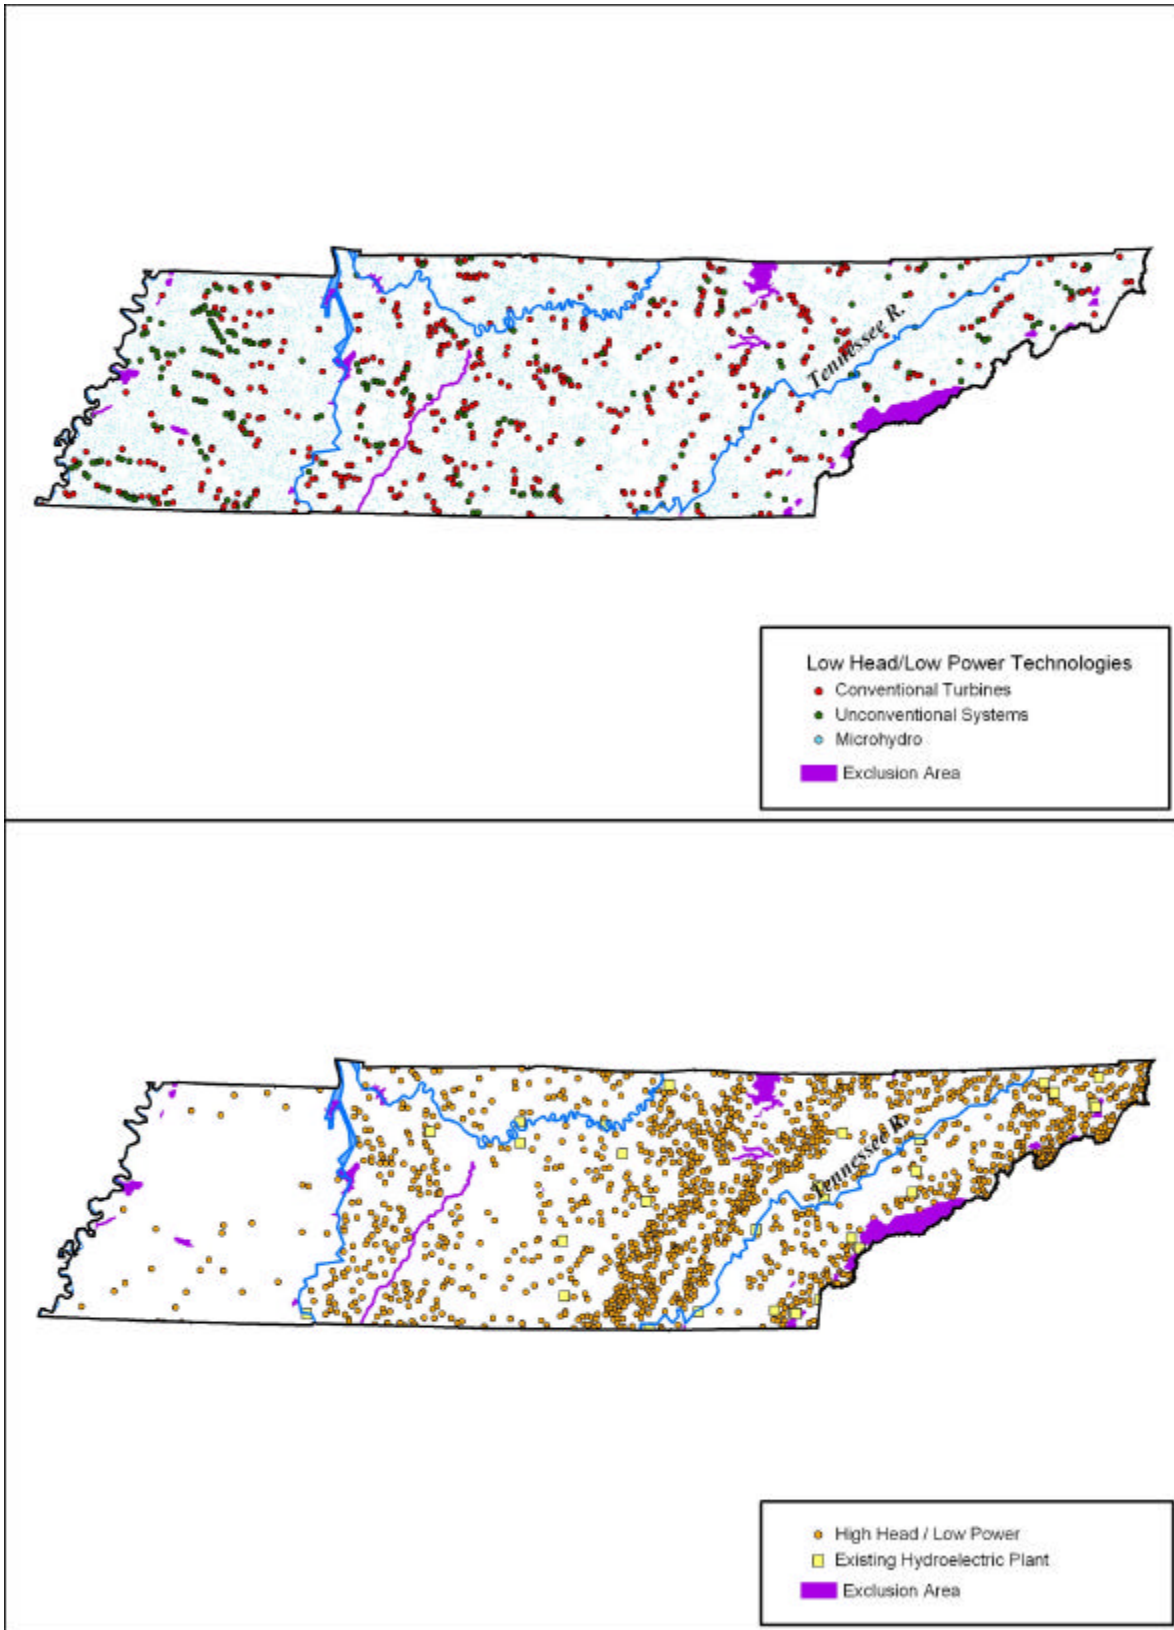 Tennessee R.
Low Head/Low Power Technologies
Conventional Turbines
Unconventional Systems
Microhydro
Exclusion Area
Tennessee R.
High Head / Low Power
Existing Hydroelectric Plant
Exclusion Area